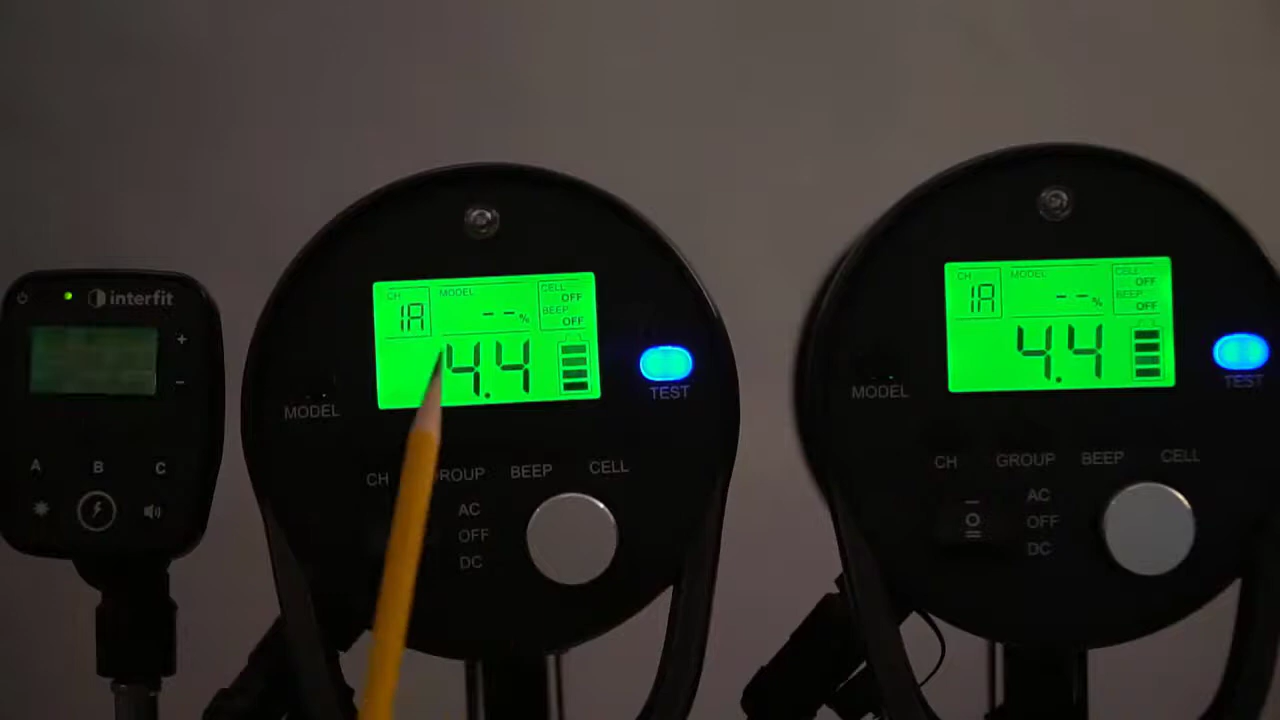 interfit
+
-
A B C
CH
1A
MODEL
--%
CELL
OFF
BEEP
OFF
4.4
MODEL
TEST
CH GROUP BEEP CELL
AC
OFF
DC
CH
1A
MODEL
--%
CELL
OFF
BEEP
OFF
4.4
MODEL
TEST
CH GROUP BEEP CELL
AC
OFF
DC